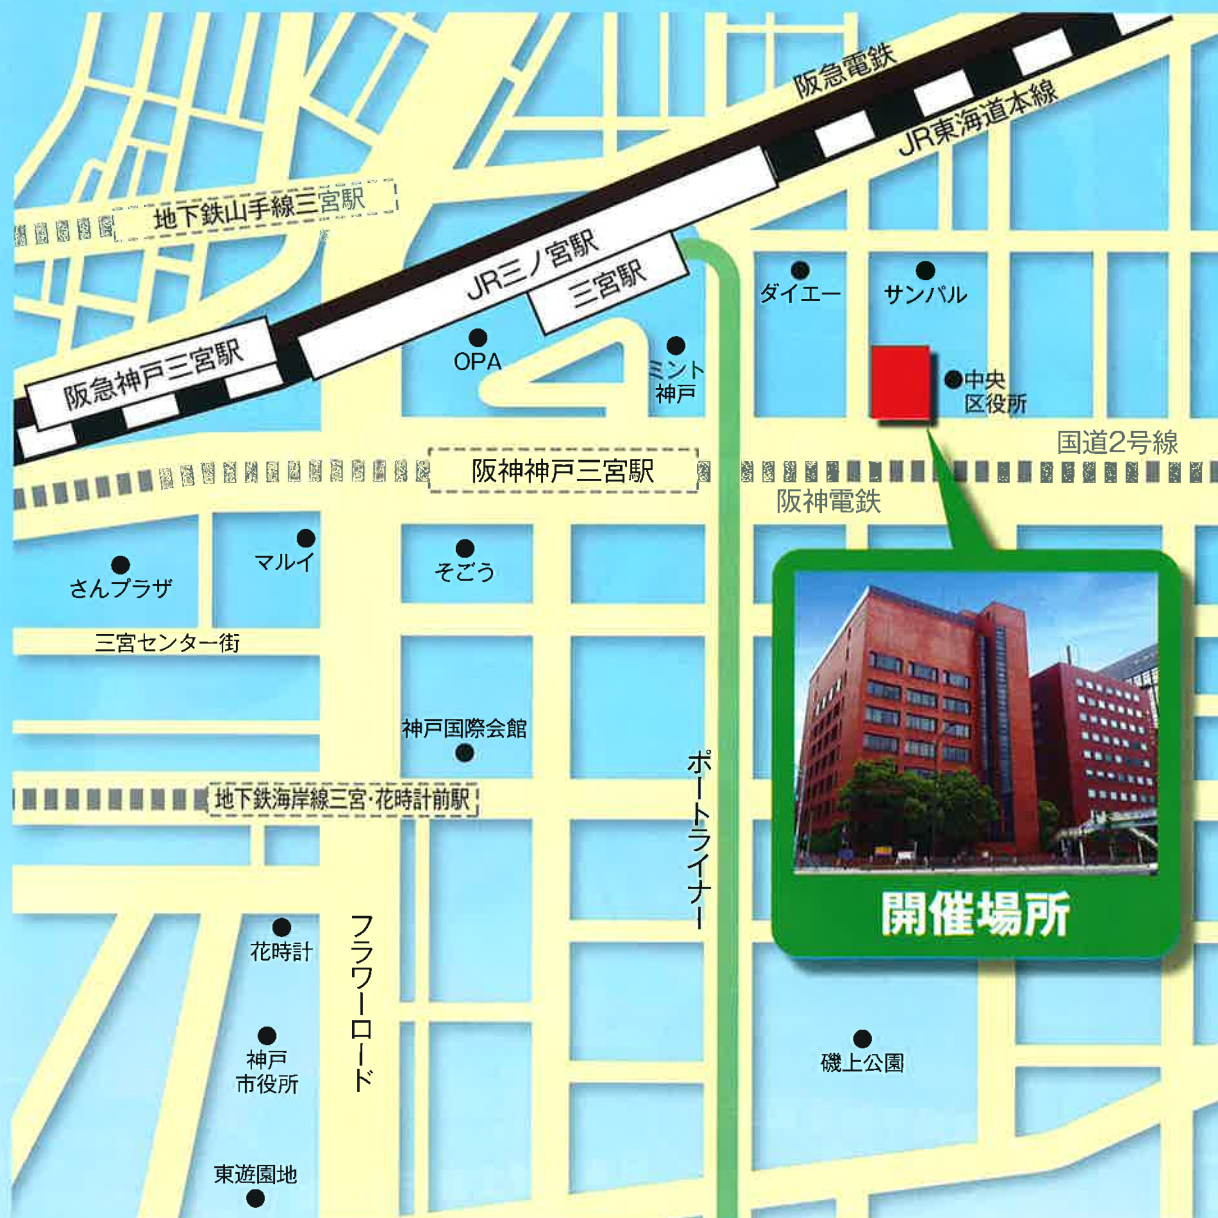 阪急電鉄
JR東海道本線
地下鉄山手線三宮駅
JR三ノ宮駅
三宮駅
ダイエー
サンパル
阪急神戸三宮駅
OPA
ミント
神戸
中央
区役所
国道2号線
阪神神戸三宮駅
阪神電鉄
マルイ
そごう
さんプラザ
三宮センター街
神戸国際会館
地下鉄海岸線三宮・花時計前駅
ポートライナー
開催場所
フラワーロード
花時計
神戸
市役所
磯上公園
東遊園地